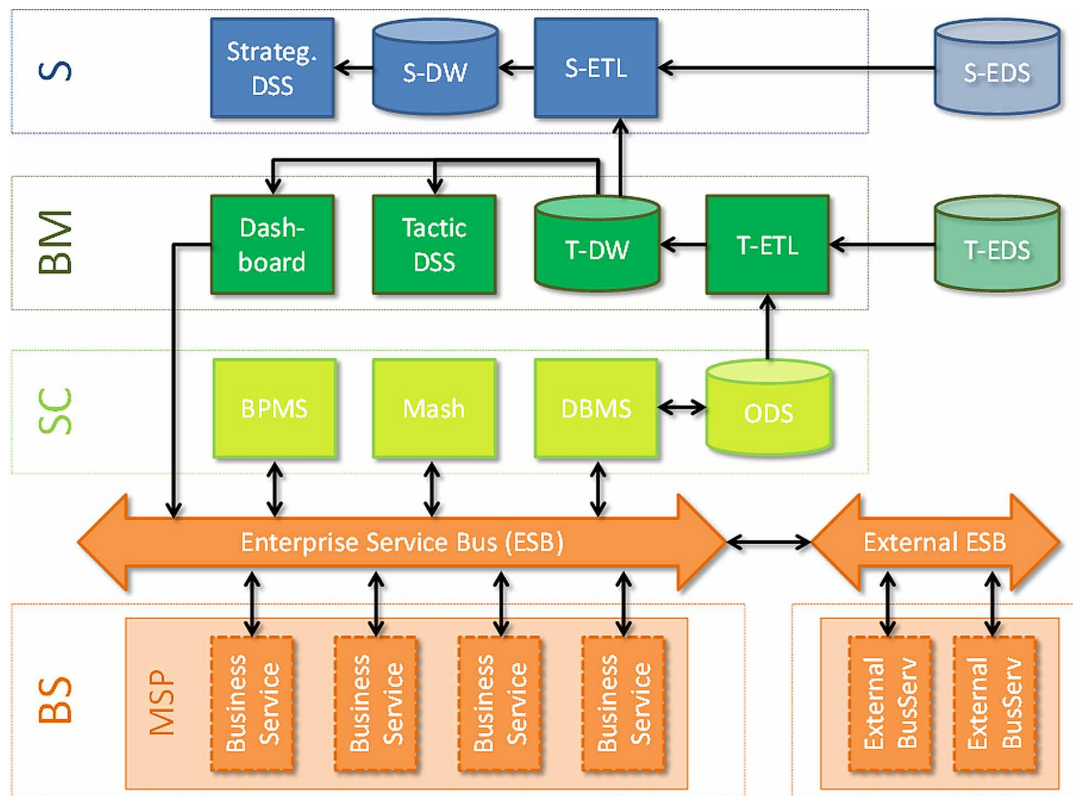 S
Strateg.
DSS
S-DW
S-ETL
S-EDS
BM
Dash-
board
Tactic
DSS
T-DW
T-ETL
T-EDS
SC
BPMS
Mash
DBMS
ODS
Enterprise Service Bus (ESB)
External ESB
BS
MSP
Business
Service
Business
Service
Business
Service
Business
Service
External
BusServ
External
BusServ